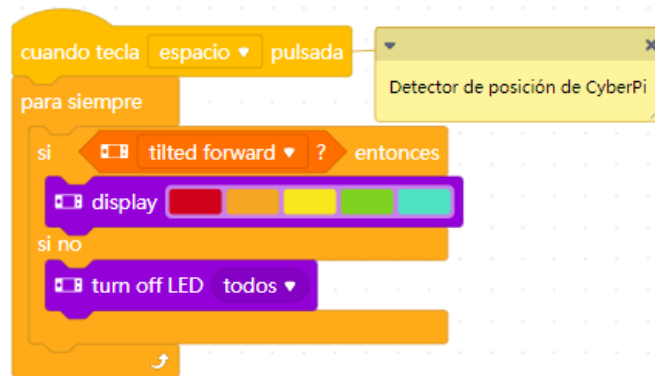 cuando tecla espacio pulsada
Detector de posición de CyberPi
para siempre
si tilted forward ? entonces
display
si no
turn off LED todos